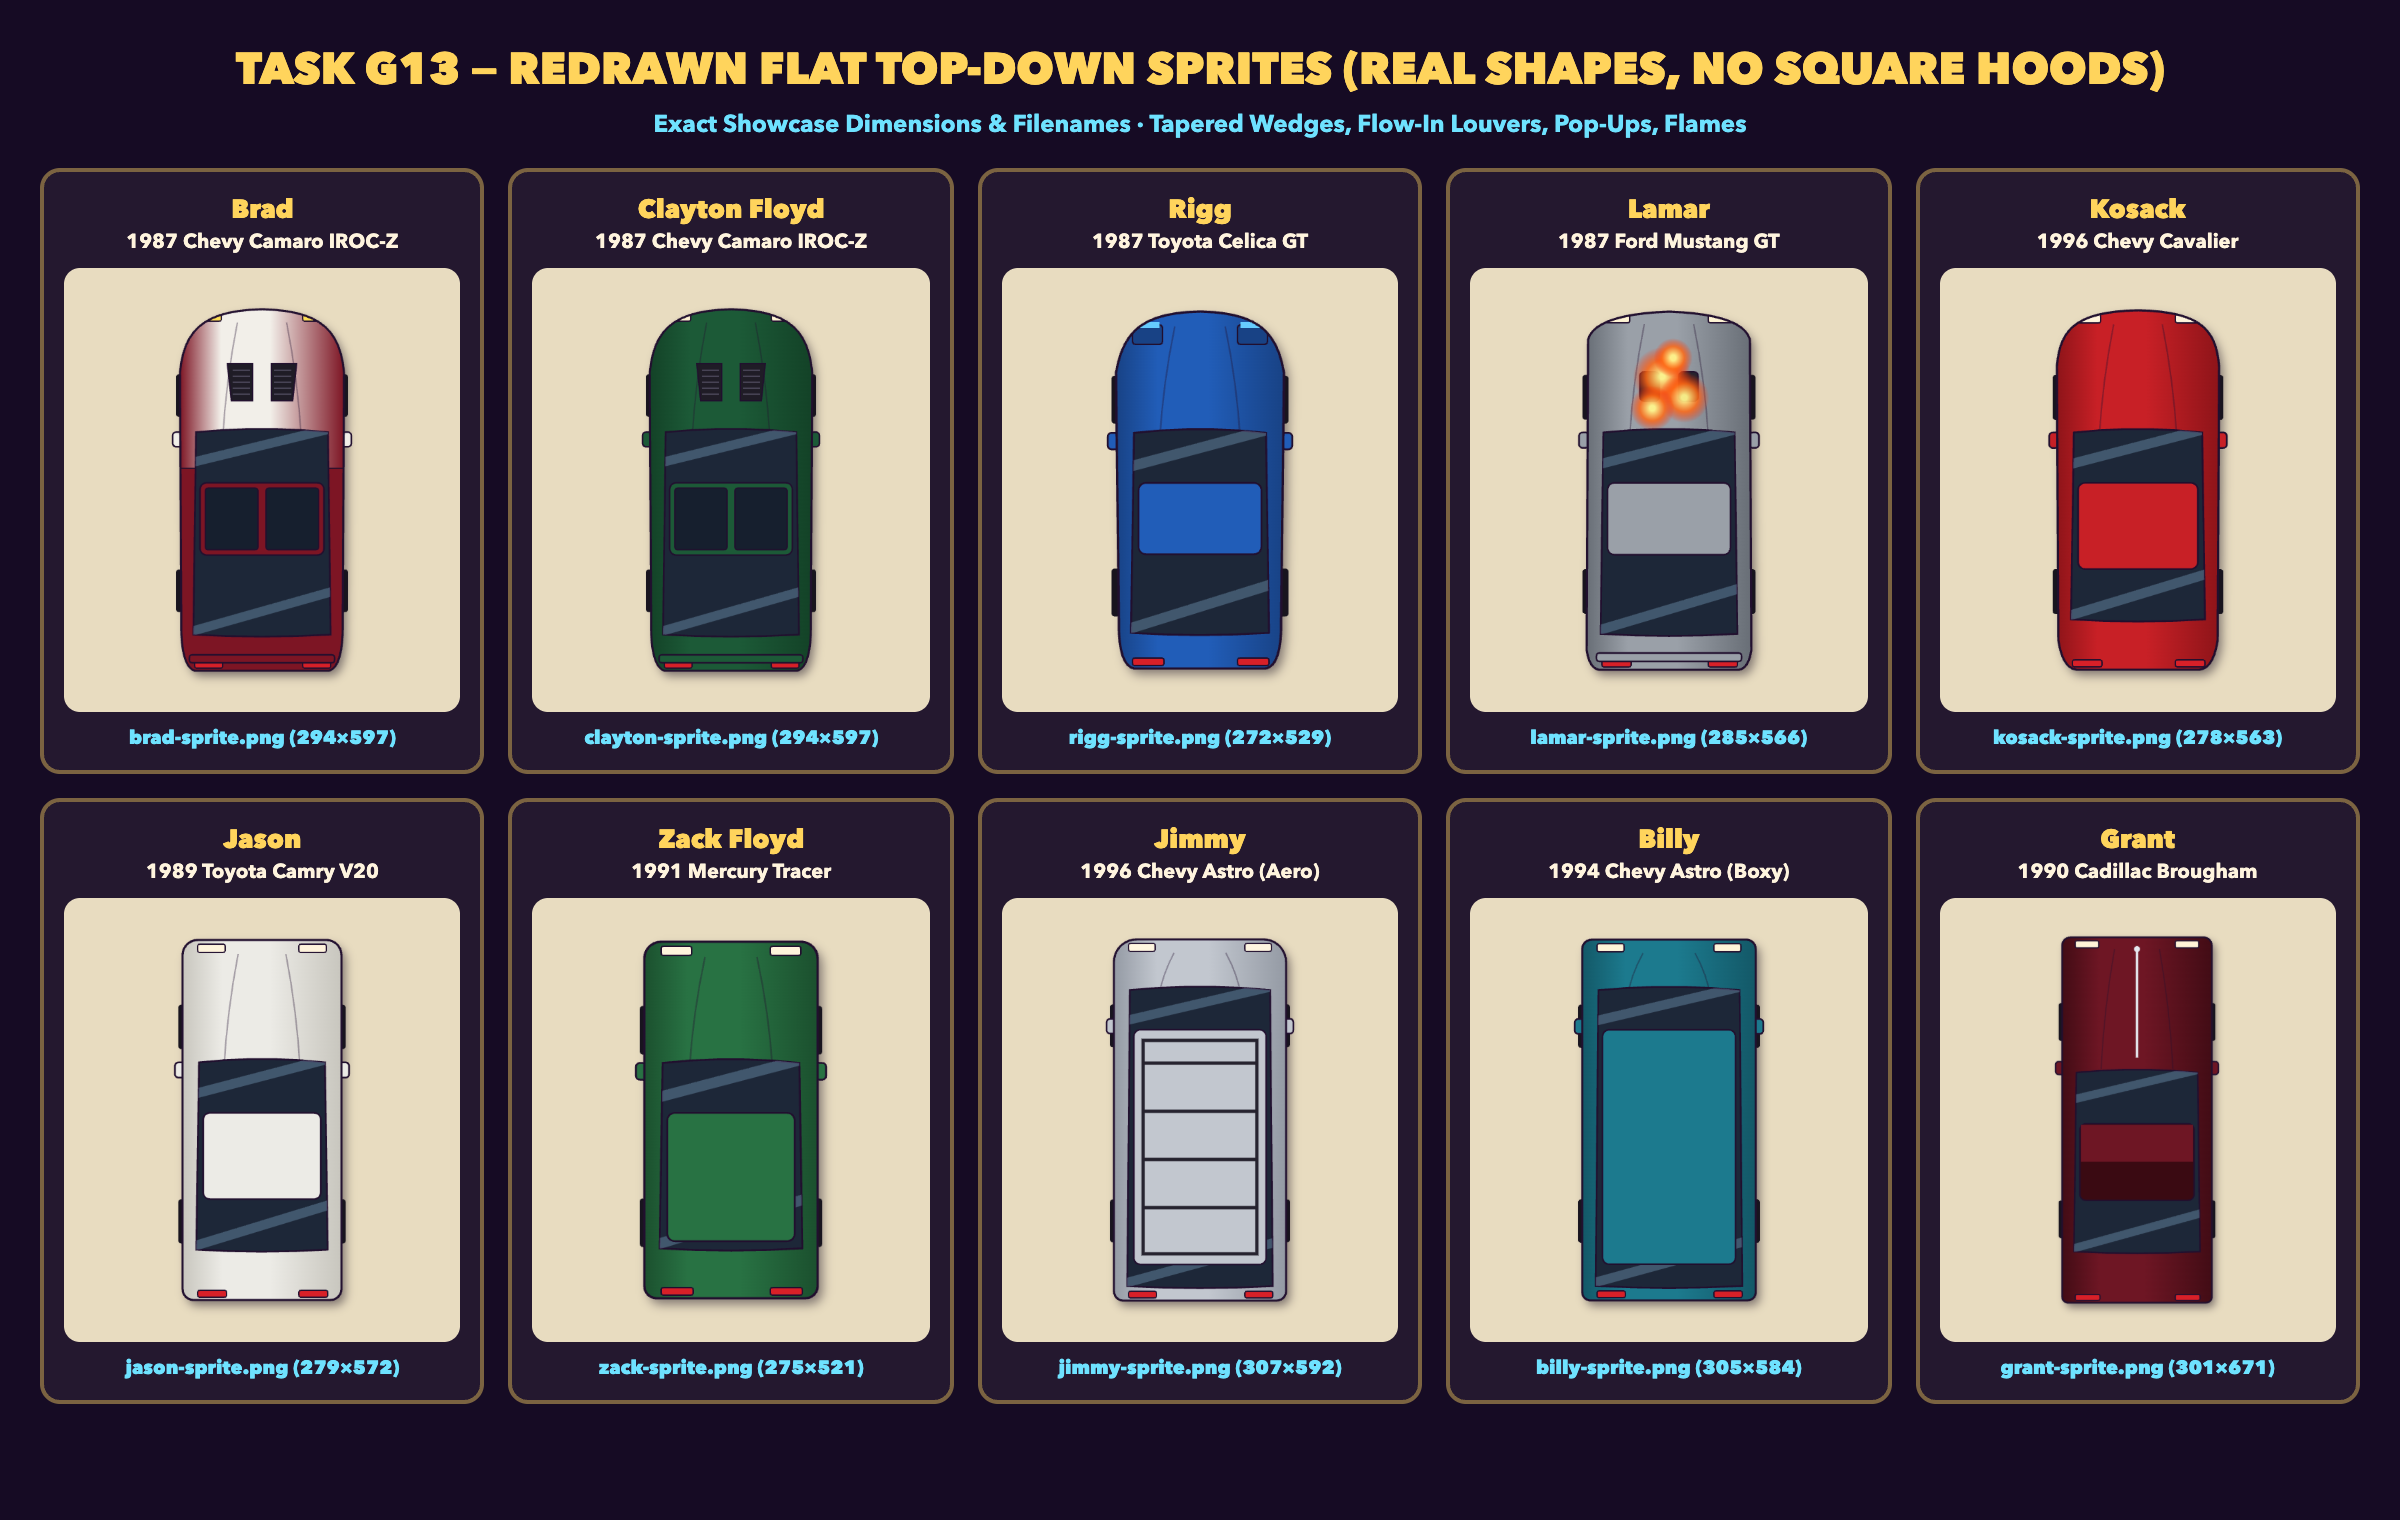 TASK G13 – REDRAWN FLAT TOP-DOWN SPRITES (REAL SHAPES, NO SQUARE HOODS)
Exact Showcase Dimensions & Filenames · Tapered Wedges, Flow-In Louvers, Pop-Ups, Flames
Brad
1987 Chevy Camaro IROC-Z
brad-sprite.png (294×597)
Clayton Floyd
1987 Chevy Camaro IROC-Z
clayton-sprite.png (294×597)
Rigg
1987 Toyota Celica GT
rigg-sprite.png (272×529)
Lamar
1987 Ford Mustang GT
lamar-sprite.png (285×566)
Kosack
1996 Chevy Cavalier
kosack-sprite.png (278×563)
Jason
1989 Toyota Camry V20
jason-sprite.png (279×572)
Zack Floyd
1991 Mercury Tracer
zack-sprite.png (275×521)
Jimmy
1996 Chevy Astro (Aero)
jimmy-sprite.png (307×592)
Billy
1994 Chevy Astro (Boxy)
billy-sprite.png (305×584)
Grant
1990 Cadillac Brougham
grant-sprite.png (301×671)